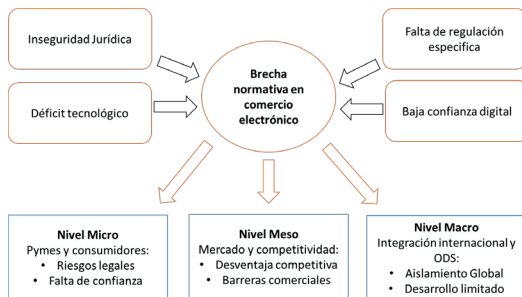 Inseguridad Jurídica
Falta de regulación
especifica
Brecha
normativa en
comercio
electrónico
Déficit tecnológico
Baja confianza digital
Nivel Micro
Pymes y consumidores:
• Riesgos legales
• Falta de confianza
Nivel Meso
Mercado y competitividad:
• Desventaja competitiva
• Barreras comerciales
Nivel Macro
Integración internacional y
ODS:
• Aislamiento Global
• Desarrollo limitado